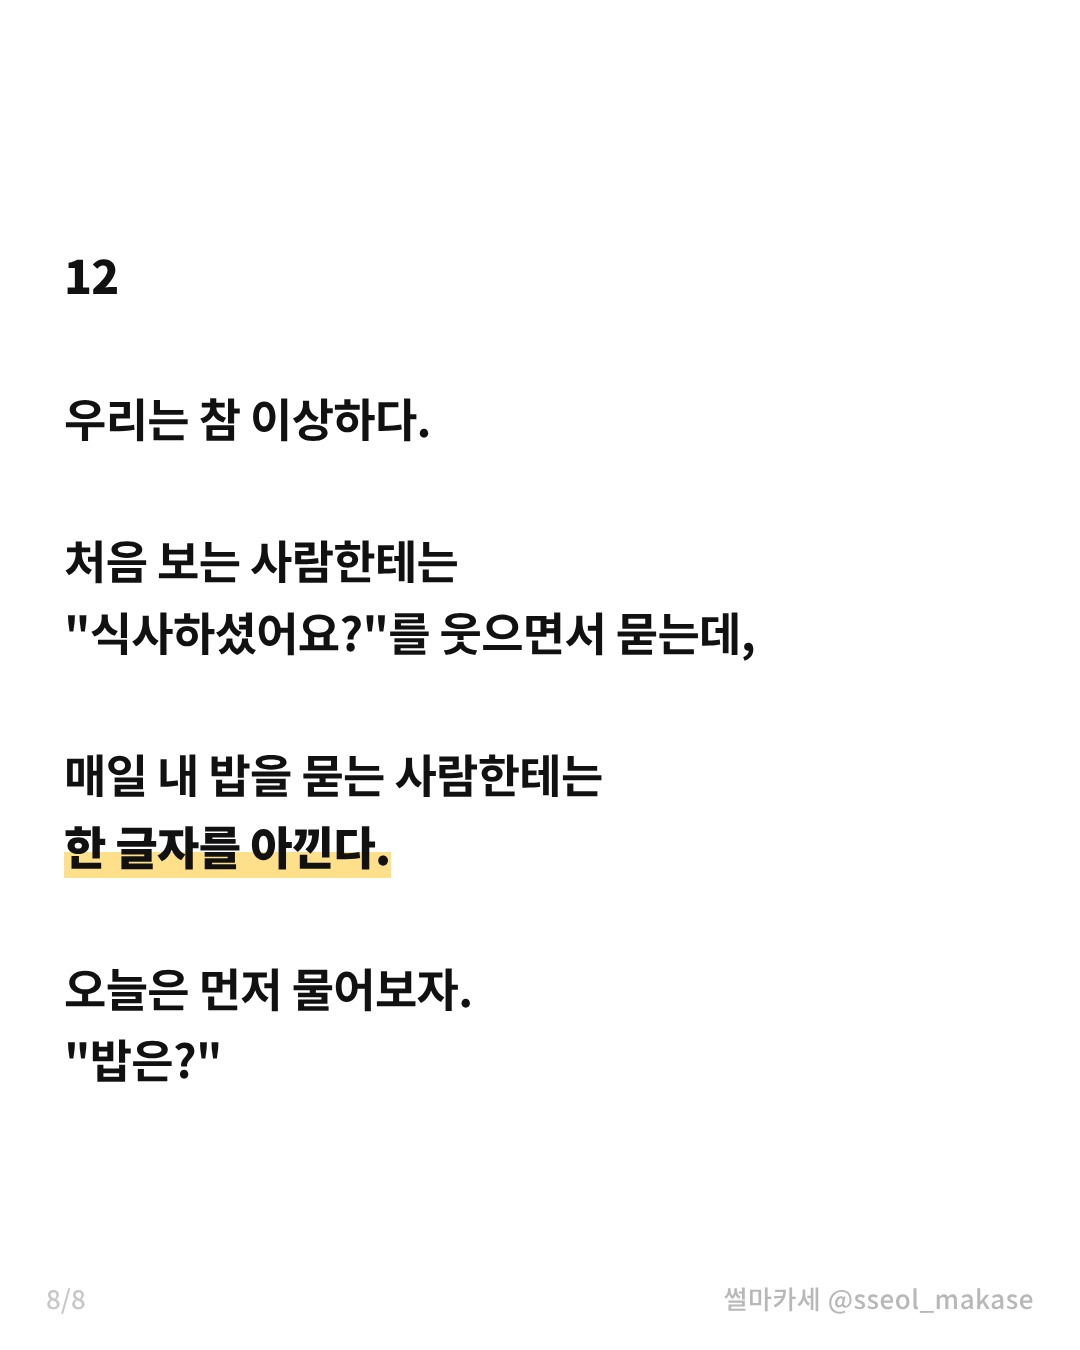 12
우리는 참 이상하다.
처음 보는 사람한테는
"식사하셨어요?"를 웃으면서 묻는데,
매일 내 밥을 묻는 사람한테는
한 글자를 아낀다.
오늘은 먼저 물어보자.
"밥은?"
8/8
썰마카세 @sseol_makase